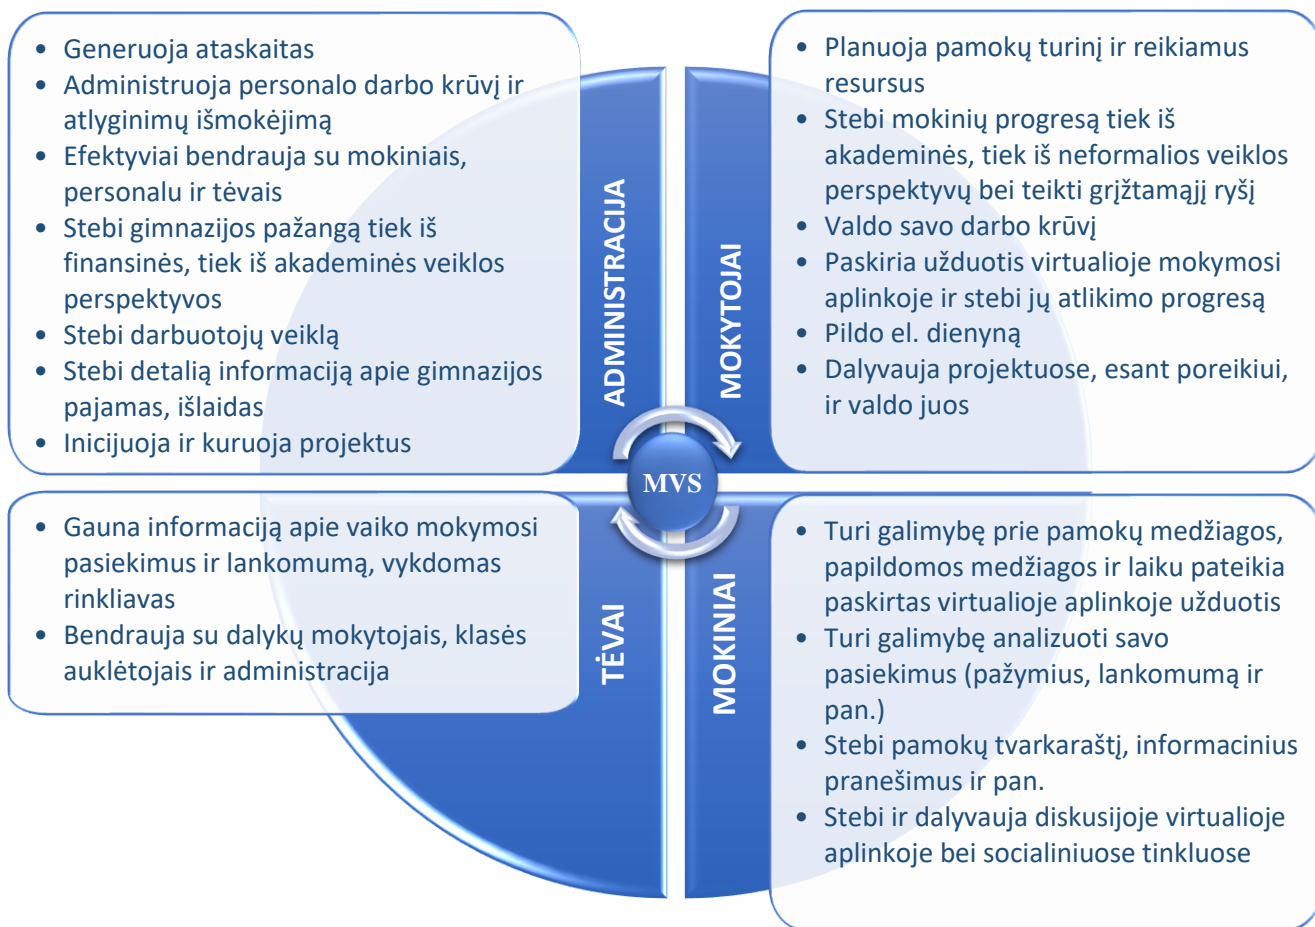 • Generuoja ataskaitas
• Administruoja personalo darbo krūvį ir
atlyginimų išmokėjimą
• Efektyviai bendrauja su mokiniais,
personalu ir tėvais
• Stebi gimnazijos pažangą tiek iš
finansinės, tiek iš akademinės veiklos
perspektyvos
• Stebi darbuotojų veiklą
• Stebi detalią informaciją apie gimnazijos
pajamas, išlaidas
• Inicijuoja ir kuruoja projektus
ADMINISTRACIJA
MOKYTOJAI
• Planuoja pamokų turinį ir reikiamus
resursus
• Stebi mokinių progresą tiek iš
akademinės, tiek iš neformalios veiklos
perspektyvų bei teikti grįžtamąjį ryšį
• Valdo savo darbo krūvį
• Paskiria užduotis virtualioje mokymosi
aplinkoje ir stebi jų atlikimo progresą
• Pildo el. dienyną
• Dalyvauja projektuose, esant poreikiui,
ir valdo juos
MVS
• Gauna informaciją apie vaiko mokymosi
pasiekimus ir lankomumą, vykdomas
rinkliavas
• Bendrauja su dalykų mokytojais, klasės
auklėtojais ir administracija
TĖVAI
MOKINIAI
• Turi galimybę prie pamokų medžiagos,
papildomos medžiagos ir laiku pateikia
paskirtas virtualioje aplinkoje užduotis
• Turi galimybę analizuoti savo
pasiekimus (pažymius, lankomumą ir
pan.)
• Stebi pamokų tvarkaraštį, informacinius
pranešimus ir pan.
• Stebi ir dalyvauja diskusijoje virtualioje
aplinkoje bei socialiniuose tinkluose